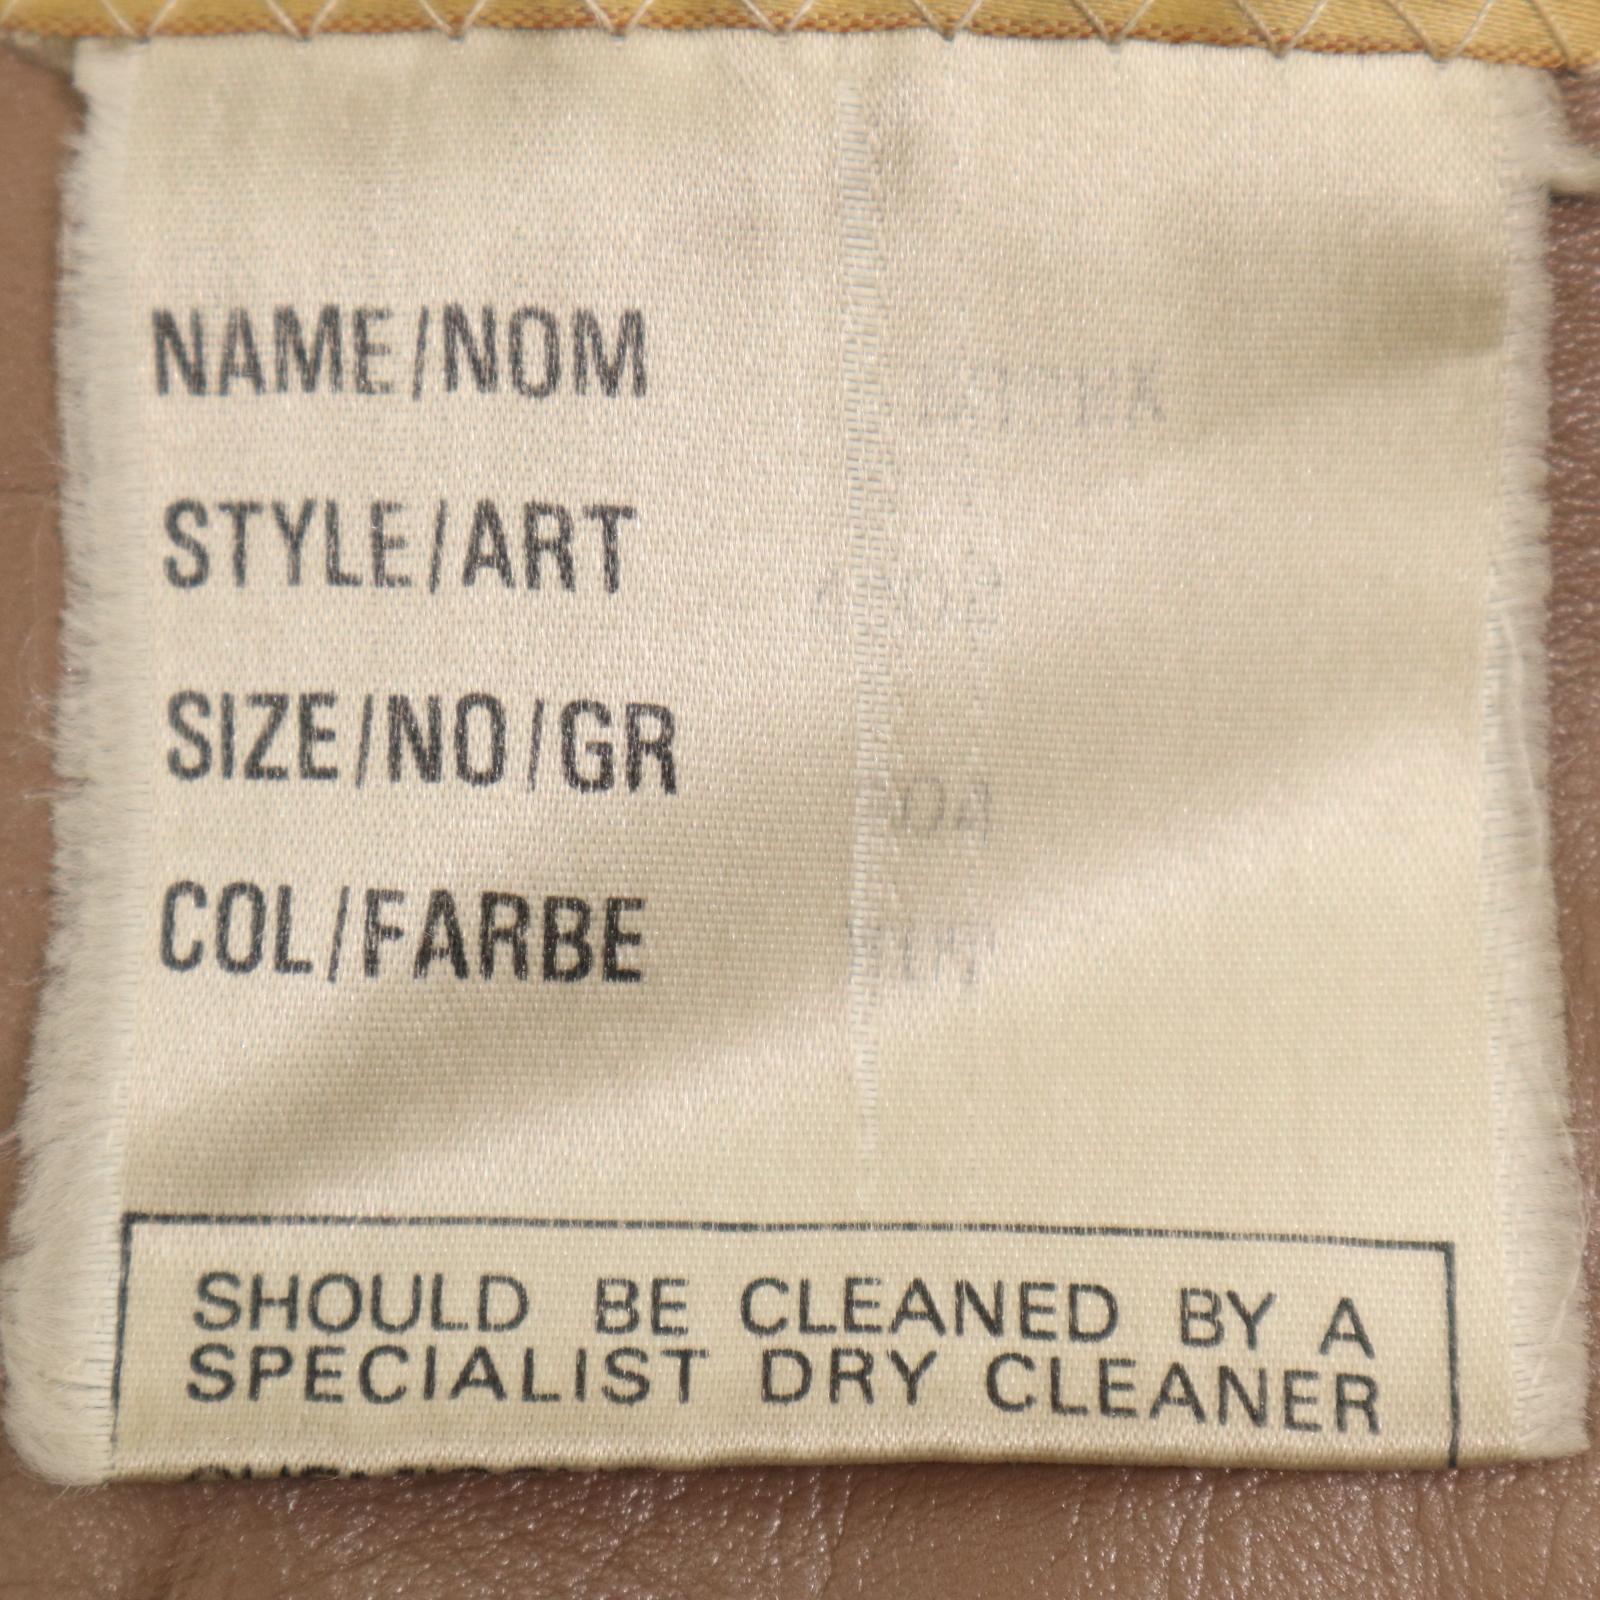 NAME/NOM
STYLE/ART
SIZE/NO/GR
COL/FARBE
SHOULD BE CLEANED BY A
SPECIALIST DRY CLEANER